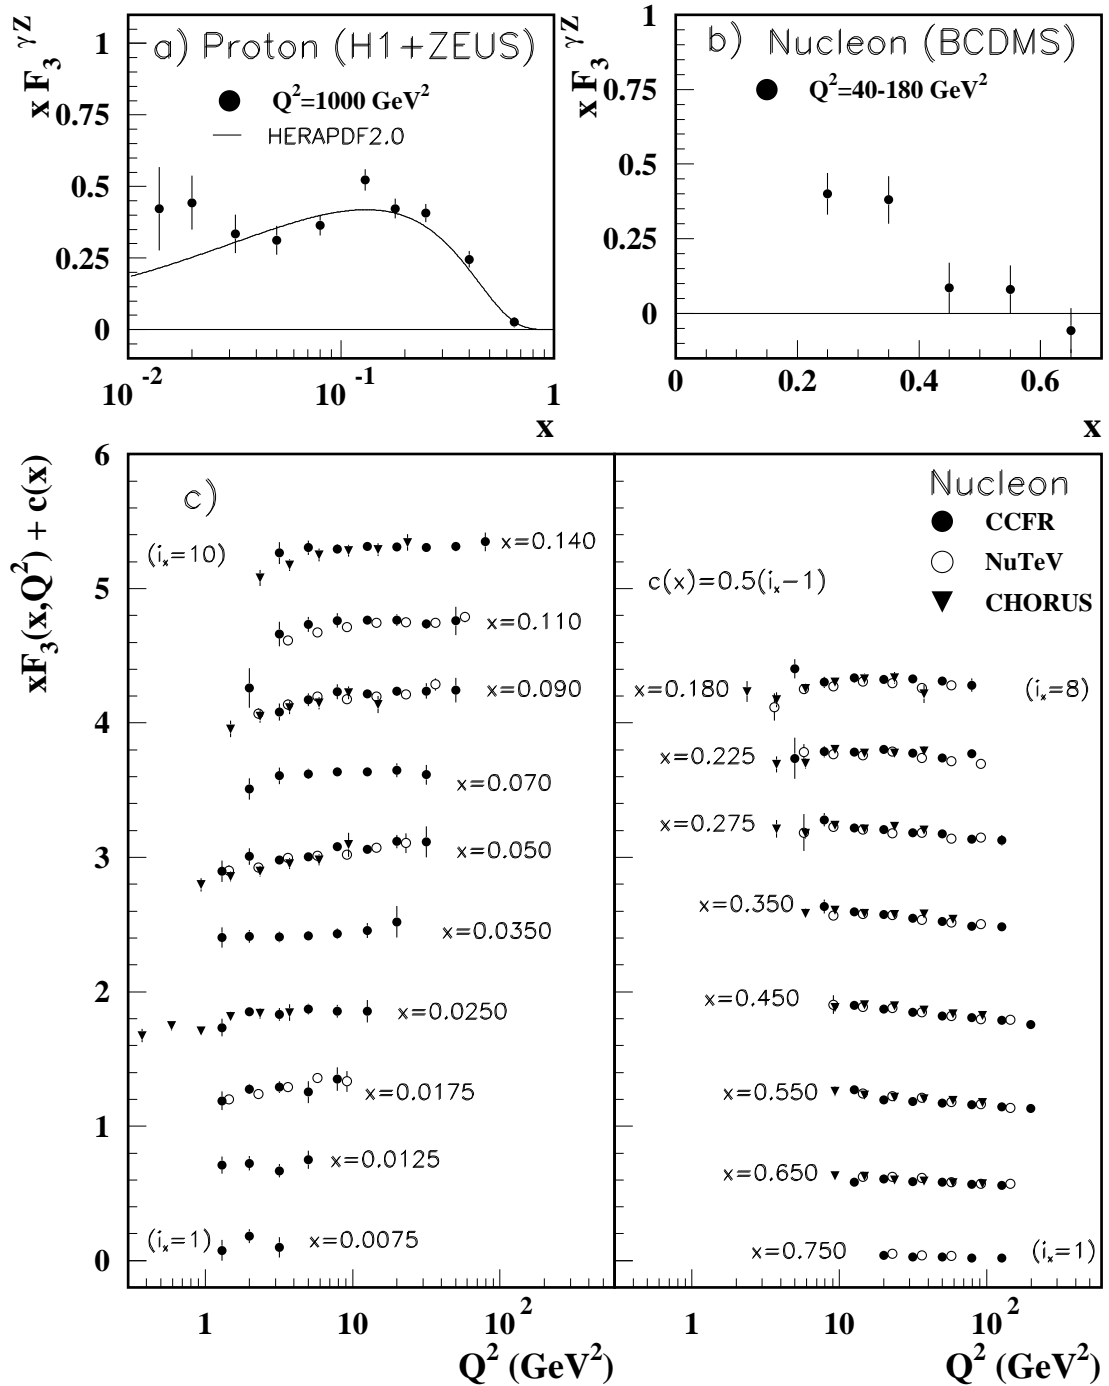 a) Proton (H1+ZEUS)
Q²=1000 GeV²
HERAPDF2.0
x F₃ ᵞᶻ
1
0.75
0.5
0.25
0
10⁻²
10⁻¹
1
x
b) Nucleon (BCDMS)
Q²=40-180 GeV²
x F₃ ᵞᶻ
1
0.75
0.5
0.25
0
0
0.2
0.4
0.6
x
xF₃(x,Q²) + c(x)
6
5
4
3
2
1
0
c)
(iₓ=10)
x=0.140
x=0.110
x=0.090
x=0.070
x=0.050
x=0.0350
x=0.0250
x=0.0175
x=0.0125
(iₓ=1)
x=0.0075
1
10
10²
Q² (GeV²)
Nucleon
CCFR
NuTeV
CHORUS
c(x)=0.5(iₓ−1)
x=0.180
(iₓ=8)
x=0.225
x=0.275
x=0.350
x=0.450
x=0.550
x=0.650
x=0.750
(iₓ=1)
1
10
10²
Q² (GeV²)